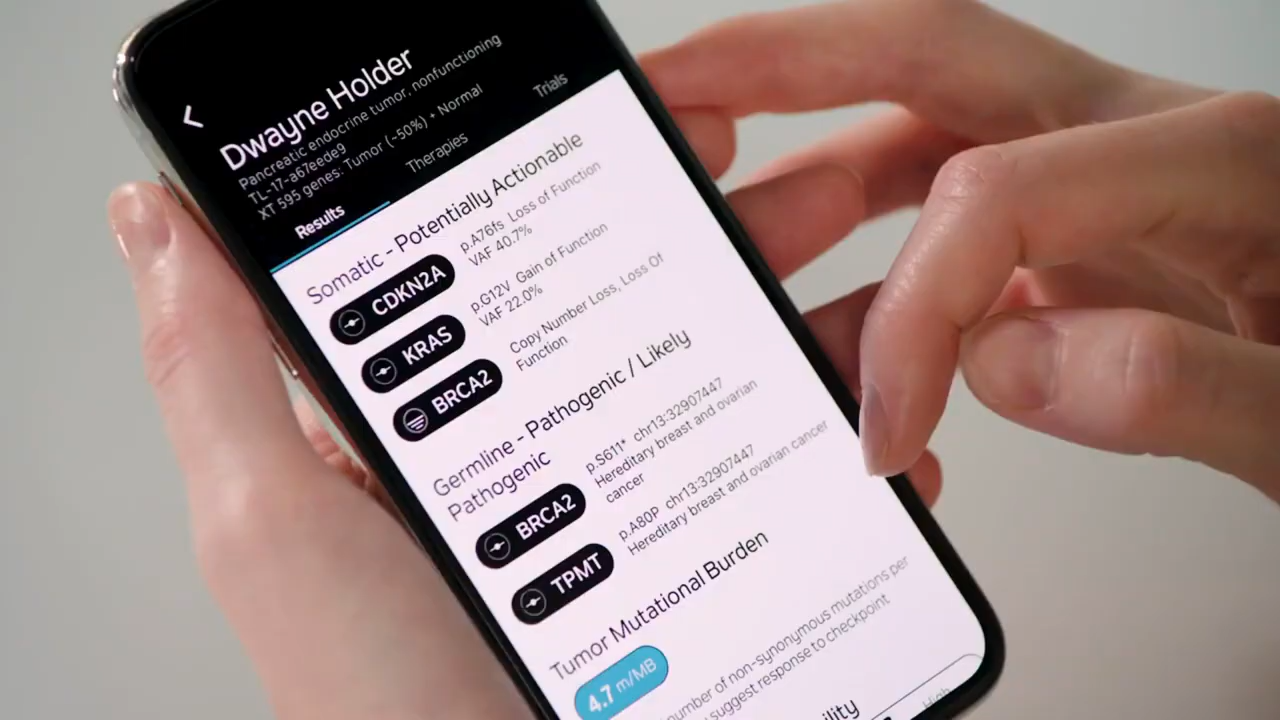 Dwayne Holder
Pancreatic endocrine tumor, nonfunctioning
TL-17-a67eede9
XT 595 genes: Tumor (-50%) + Normal
Results Therapies Trials
Somatic - Potentially Actionable
CDKN2A p.A76fs Loss of Function
VAF 40.7%
KRAS p.G12V Gain of Function
VAF 22.0%
BRCA2 Copy Number Loss, Loss Of
Function
Germline - Pathogenic / Likely
Pathogenic
BRCA2 p.S611* chr13:32907447
Hereditary breast and ovarian
cancer
TPMT p.A80P chr13:32907447
Hereditary breast and ovarian cancer
Tumor Mutational Burden
4.7 m/MB
number of non-synonymous mutations per
suggest response to checkpoint
High